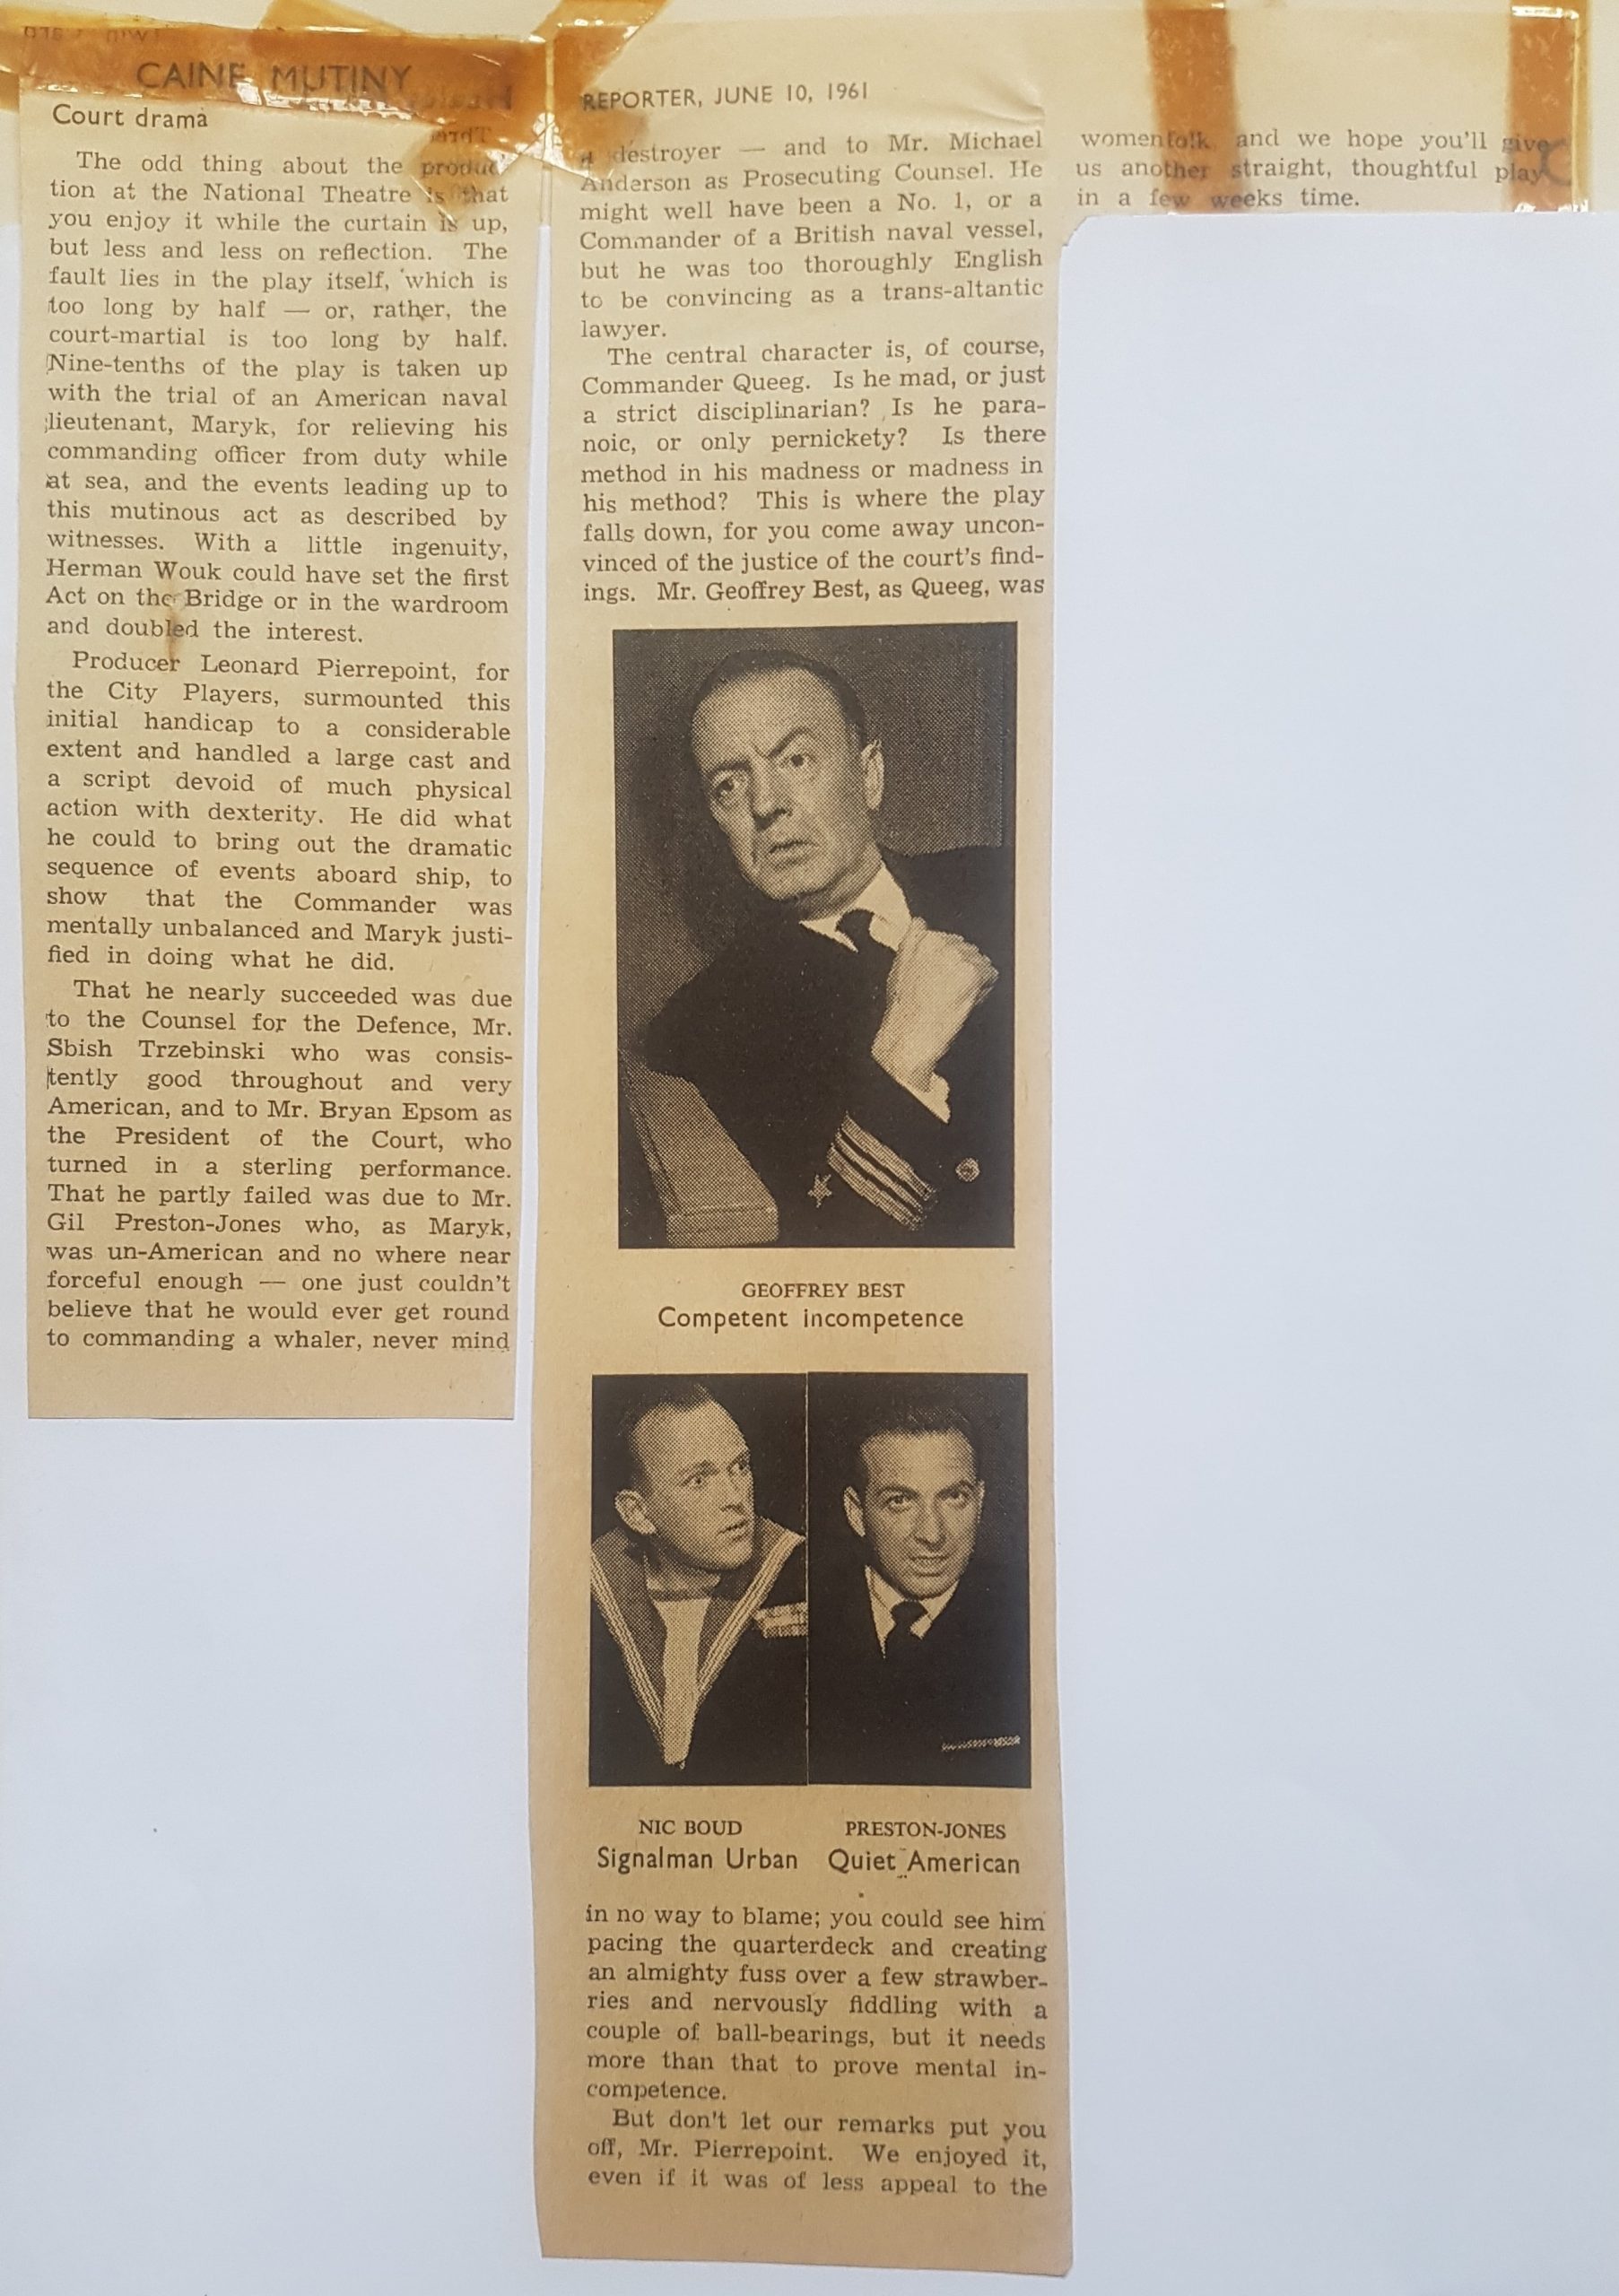 CAINE MUTINY
Court drama
The odd thing about the produc-
tion at the National Theatre is that
you enjoy it while the curtain is up,
but less and less on reflection. The
fault lies in the play itself, which is
too long by half — or, rather, the
court-martial is too long by half.
Nine-tenths of the play is taken up
with the trial of an American naval
lieutenant, Maryk, for relieving his
commanding officer from duty while
at sea, and the events leading up to
this mutinous act as described by
witnesses. With a little ingenuity,
Herman Wouk could have set the first
Act on the Bridge or in the wardroom
and doubled the interest.
Producer Leonard Pierrepoint, for
the City Players, surmounted this
initial handicap to a considerable
extent and handled a large cast and
a script devoid of much physical
action with dexterity. He did what
he could to bring out the dramatic
sequence of events aboard ship, to
show that the Commander was
mentally unbalanced and Maryk justi-
fied in doing what he did.
That he nearly succeeded was due
to the Counsel for the Defence, Mr.
Sbish Trzebinski who was consis-
tently good throughout and very
American, and to Mr. Bryan Epsom as
the President of the Court, who
turned in a sterling performance.
That he partly failed was due to Mr.
Gil Preston-Jones who, as Maryk,
was un-American and no where near
forceful enough — one just couldn't
believe that he would ever get round
to commanding a whaler, never mind
REPORTER, JUNE 10, 1961
a destroyer — and to Mr. Michael
Anderson as Prosecuting Counsel. He
might well have been a No. 1, or a
Commander of a British naval vessel,
but he was too thoroughly English
to be convincing as a trans-altantic
lawyer.
The central character is, of course,
Commander Queeg. Is he mad, or just
a strict disciplinarian? Is he para-
noic, or only pernickety? Is there
method in his madness or madness in
his method? This is where the play
falls down, for you come away uncon-
vinced of the justice of the court's find-
ings. Mr. Geoffrey Best, as Queeg, was
GEOFFREY BEST
Competent incompetence
NIC BOUD
Signalman Urban
PRESTON-JONES
Quiet American
in no way to blame; you could see him
pacing the quarterdeck and creating
an almighty fuss over a few strawber-
ries and nervously fiddling with a
couple of ball-bearings, but it needs
more than that to prove mental in-
competence.
But don't let our remarks put you
off, Mr. Pierrepoint. We enjoyed it,
even if it was of less appeal to the
womenfolk, and we hope you'll give
us another straight, thoughtful play
in a few weeks time.